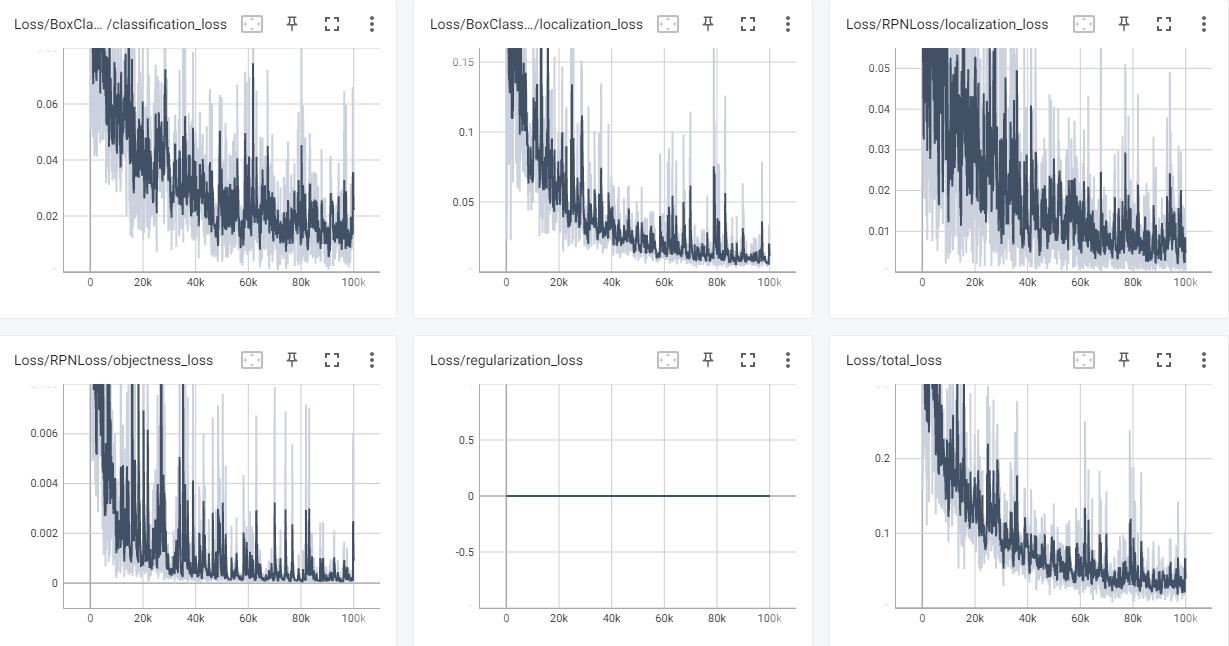 Loss/BoxCla... /classification_loss
0.06
0.04
0.02
0 20k 40k 60k 80k 100k
Loss/BoxClass.../localization_loss
0.15
0.1
0.05
0 20k 40k 60k 80k 100k
Loss/RPNLoss/localization_loss
0.05
0.04
0.03
0.02
0.01
0 20k 40k 60k 80k 100k
Loss/RPNLoss/objectness_loss
0.006
0.004
0.002
0
0 20k 40k 60k 80k 100k
Loss/regularization_loss
0.5
0
-0.5
0 20k 40k 60k 80k 100k
Loss/total_loss
0.2
0.1
0 20k 40k 60k 80k 100k